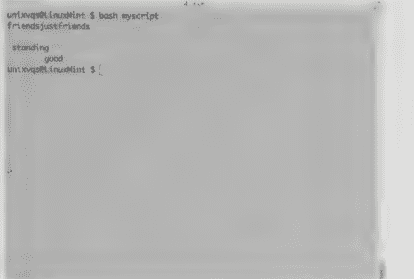 unixvqs@LinuxMint $ bash myscript
friendsjustfriends
standing
good
unixvqs@LinuxMint $